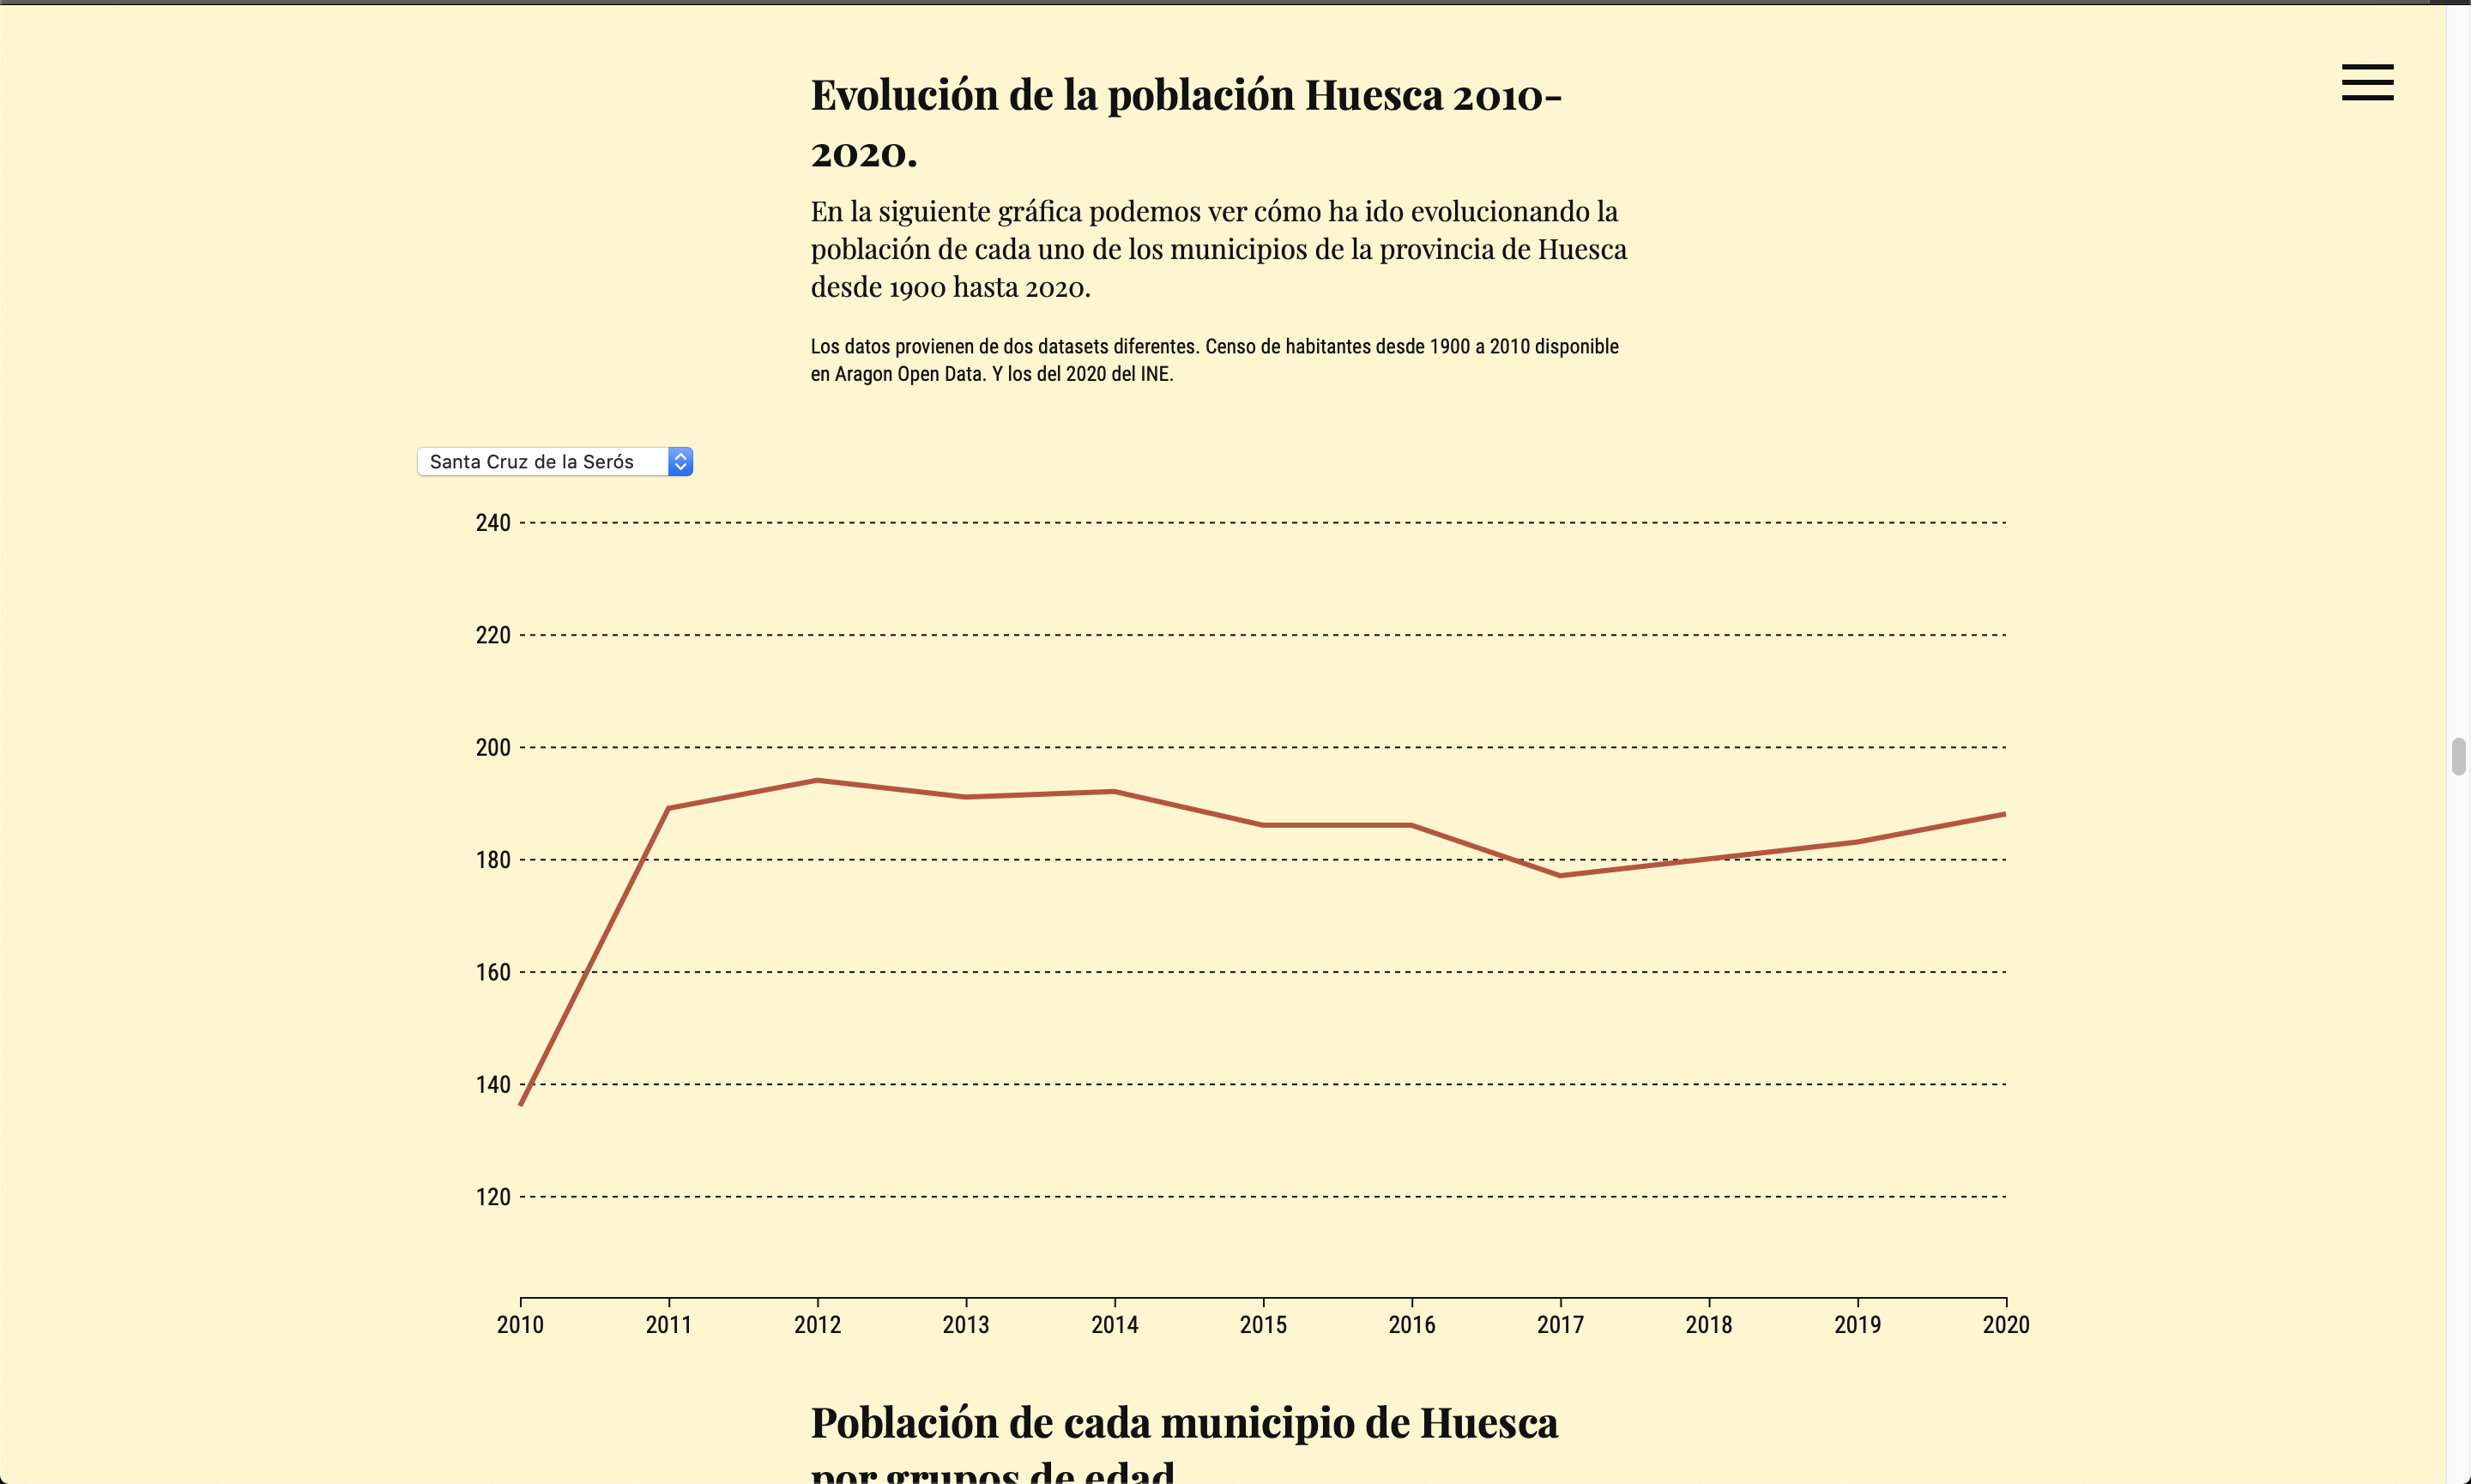 Evolución de la población Huesca 2010-
2020.
En la siguiente gráfica podemos ver cómo ha ido evolucionando la
población de cada uno de los municipios de la provincia de Huesca
desde 1900 hasta 2020.
Los datos provienen de dos datasets diferentes. Censo de habitantes desde 1900 a 2010 disponible
en Aragon Open Data. Y los del 2020 del INE.
Santa Cruz de la Serós
240
220
200
180
160
140
120
2010 2011 2012 2013 2014 2015 2016 2017 2018 2019 2020
Población de cada municipio de Huesca
por grupos de edad